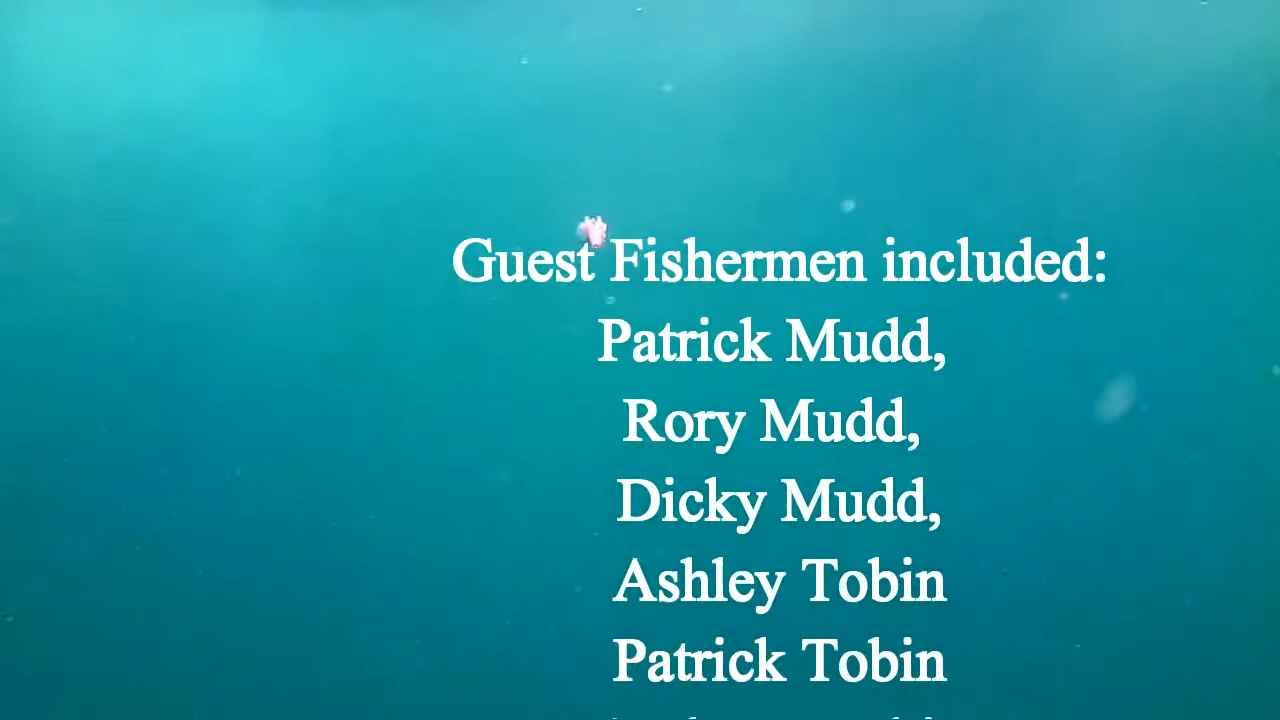 Guest Fishermen included:
Patrick Mudd,
Rory Mudd,
Dicky Mudd,
Ashley Tobin
Patrick Tobin